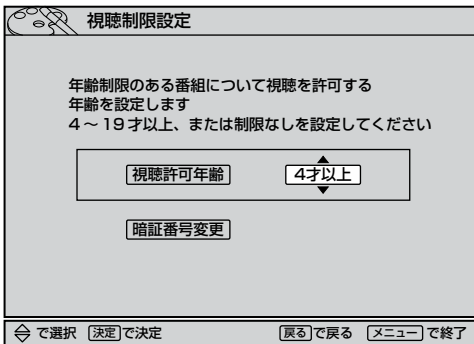 視聴制限設定
年齢制限のある番組について視聴を許可する
年齢を設定します
4～19才以上、または制限なしを設定してください
視聴許可年齢 4才以上
暗証番号変更
で選択 決定で決定 戻るで戻る メニューで終了